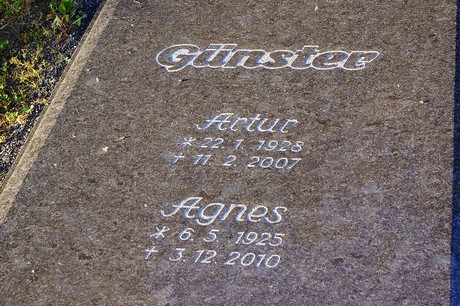 Günster
Artur
* 22. 1. 1928
† 11. 2. 2007
Agnes
* 6. 5. 1925
† 3. 12. 2010